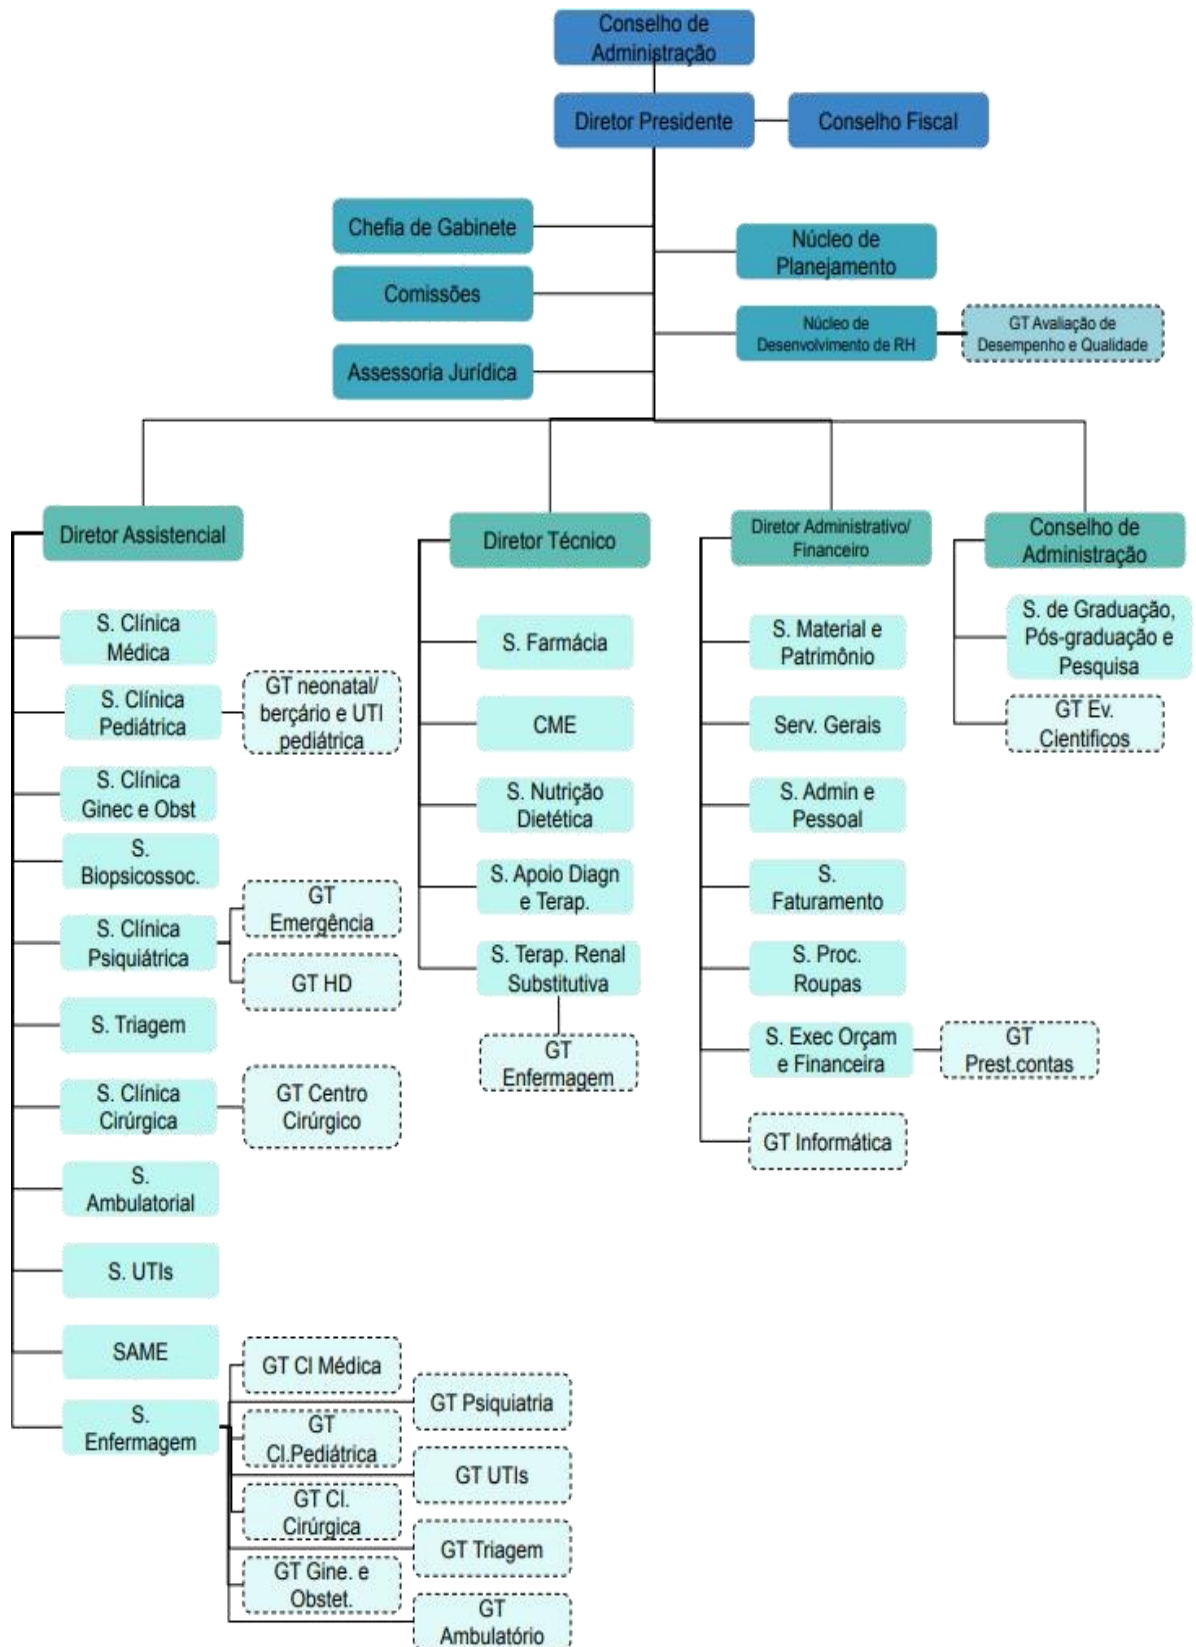 Conselho de
Administração
Diretor Presidente
Conselho Fiscal
Chefia de Gabinete
Núcleo de
Planejamento
Comissões
Núcleo de
Desenvolvimento de RH
GT Avaliação de
Desempenho e Qualidade
Assessoria Jurídica
Diretor Assistencial
S. Clínica
Médica
S. Clínica
Pediátrica
GT neonatal/
berçário e UTI
pediátrica
S. Clínica
Ginec e Obst
S.
Biopsicossoc.
S. Clínica
Psiquiátrica
GT
Emergência
GT HD
S. Triagem
S. Clínica
Cirúrgica
GT Centro
Cirúrgico
S.
Ambulatorial
S. UTIs
SAME
S.
Enfermagem
GT Cl Médica
GT Psiquiatria
GT
Cl.Pediátrica
GT UTIs
GT Cl.
Cirúrgica
GT Triagem
GT Gine. e
Obstet.
GT
Ambulatório
Diretor Técnico
S. Farmácia
CME
S. Nutrição
Dietética
S. Apoio Diagn
e Terap.
S. Terap. Renal
Substitutiva
GT
Enfermagem
Diretor Administrativo/
Financeiro
S. Material e
Patrimônio
Serv. Gerais
S. Admin e
Pessoal
S.
Faturamento
S. Proc.
Roupas
S. Exec Orçam
e Financeira
GT
Prest.contas
GT Informática
Conselho de
Administração
S. de Graduação,
Pós-graduação e
Pesquisa
GT Ev.
Cientificos